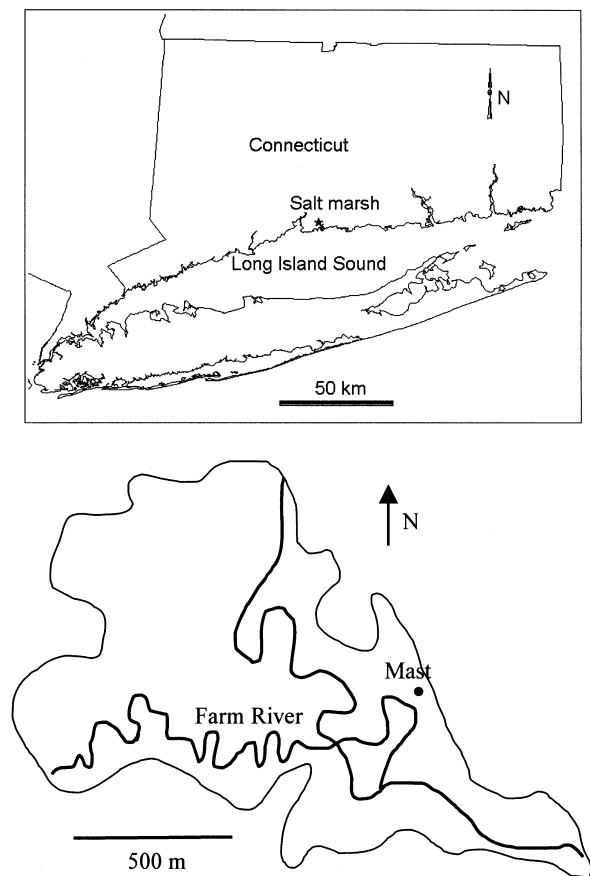 N
Connecticut
Salt marsh
Long Island Sound
50 km
N
Mast
Farm River
500 m